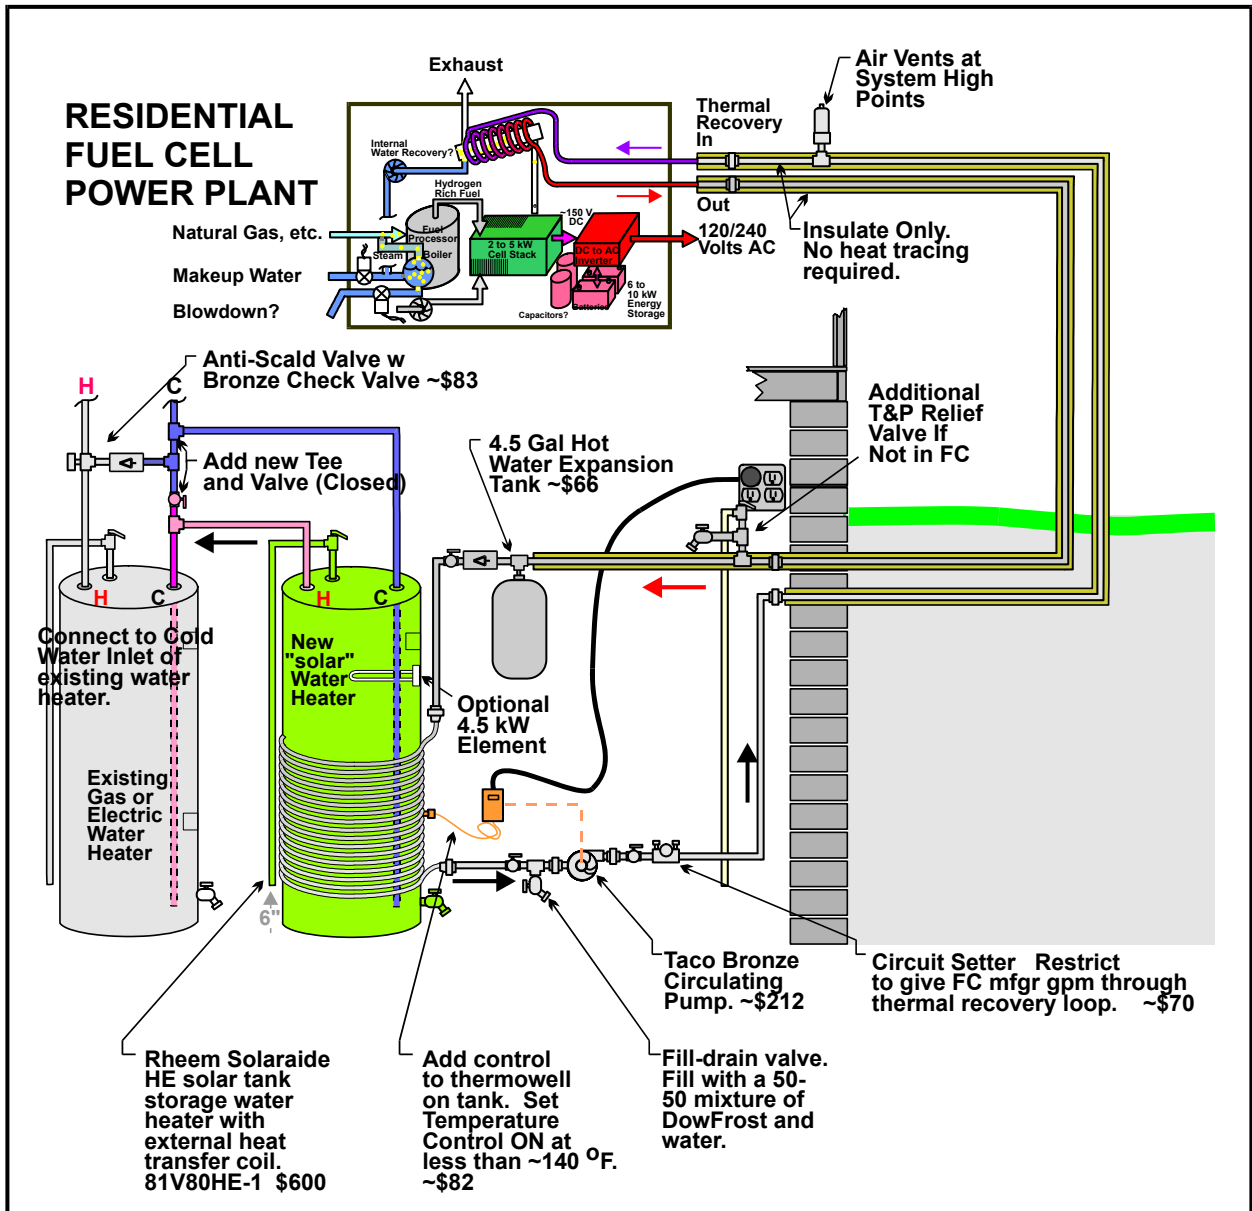 RESIDENTIAL
FUEL CELL
POWER PLANT
Exhaust
Internal
Water Recovery?
Hydrogen
Rich Fuel
Natural Gas, etc.
Fuel
Processor
Steam
Boiler
2 to 5 kW
Cell Stack
~150 V
DC
DC to AC
Inverter
Makeup Water
Blowdown?
Capacitors?
Batteries
6 to
10 kW
Energy
Storage
120/240
Volts AC
Thermal
Recovery
In
Out
Air Vents at
System High
Points
Insulate Only.
No heat tracing
required.
Anti-Scald Valve w
Bronze Check Valve ~$83
H
C
Add new Tee
and Valve (Closed)
4.5 Gal Hot
Water Expansion
Tank ~$66
Additional
T&P Relief
Valve If
Not in FC
H
C
H
C
Connect to Cold
Water Inlet of
existing water
heater.
New
"solar"
Water
Heater
Optional
4.5 kW
Element
Existing
Gas or
Electric
Water
Heater
6"
Taco Bronze
Circulating
Pump. ~$212
Circuit Setter Restrict
to give FC mfgr gpm through
thermal recovery loop. ~$70
Rheem Solaraide
HE solar tank
storage water
heater with
external heat
transfer coil.
81V80HE-1 $600
Add control
to thermowell
on tank. Set
Temperature
Control ON at
less than ~140 °F.
~$82
Fill-drain valve.
Fill with a 50-
50 mixture of
DowFrost and
water.